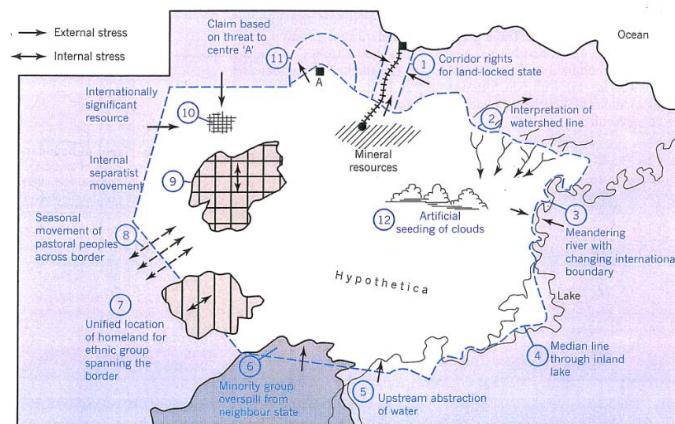 External stress
Internal stress
Claim based
on threat to
centre 'A'
11
A
1
Corridor rights
for land-locked
state
Ocean
Internationally
significant
resource
10
2
Interpretation of
watershed line
Mineral
resources
Internal
separatist
movement
9
12
Artificial
seeding of clouds
3
Meandering
river with
changing international
boundary
Seasonal
movement of
pastoral peoples
across border
8
Hypothetica
Lake
7
Unified location
of homeland for
ethnic group
spanning the
border
4
Median line
through inland
lake
6
Minority group
overspill from
neighbour state
5
Upstream abstraction
of water